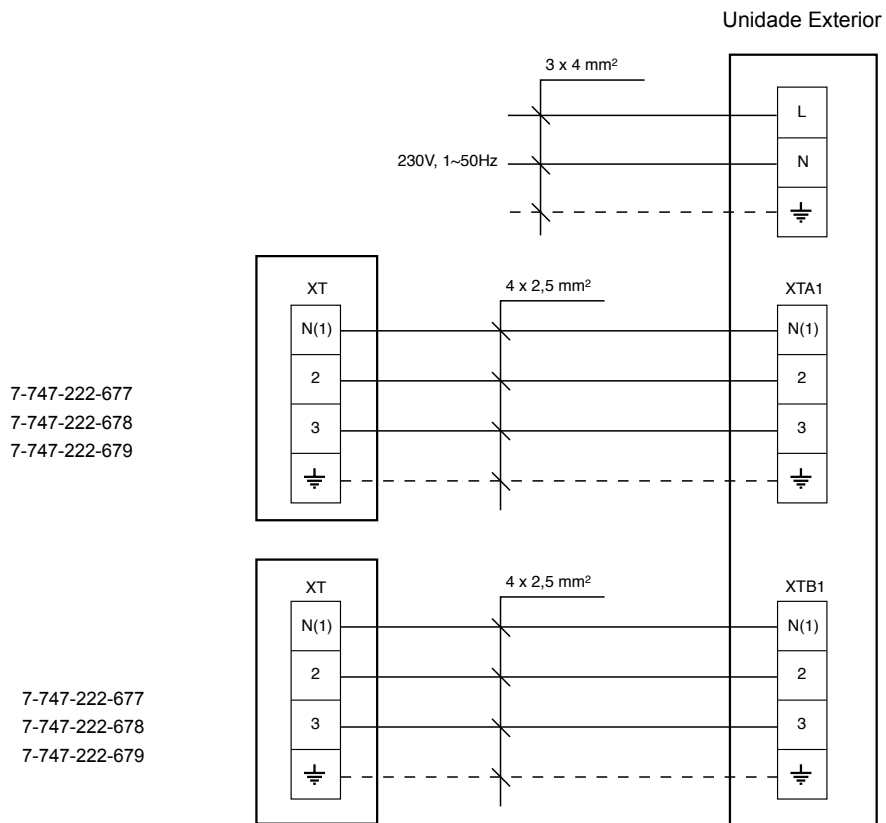 Unidade Exterior
3 x 4 mm²
L
230V, 1~50Hz
N
XT
4 x 2,5 mm²
XTA1
N(1)
N(1)
2
2
7-747-222-677
7-747-222-678
7-747-222-679
3
3
XT
4 x 2,5 mm²
XTB1
N(1)
N(1)
2
2
7-747-222-677
7-747-222-678
7-747-222-679
3
3